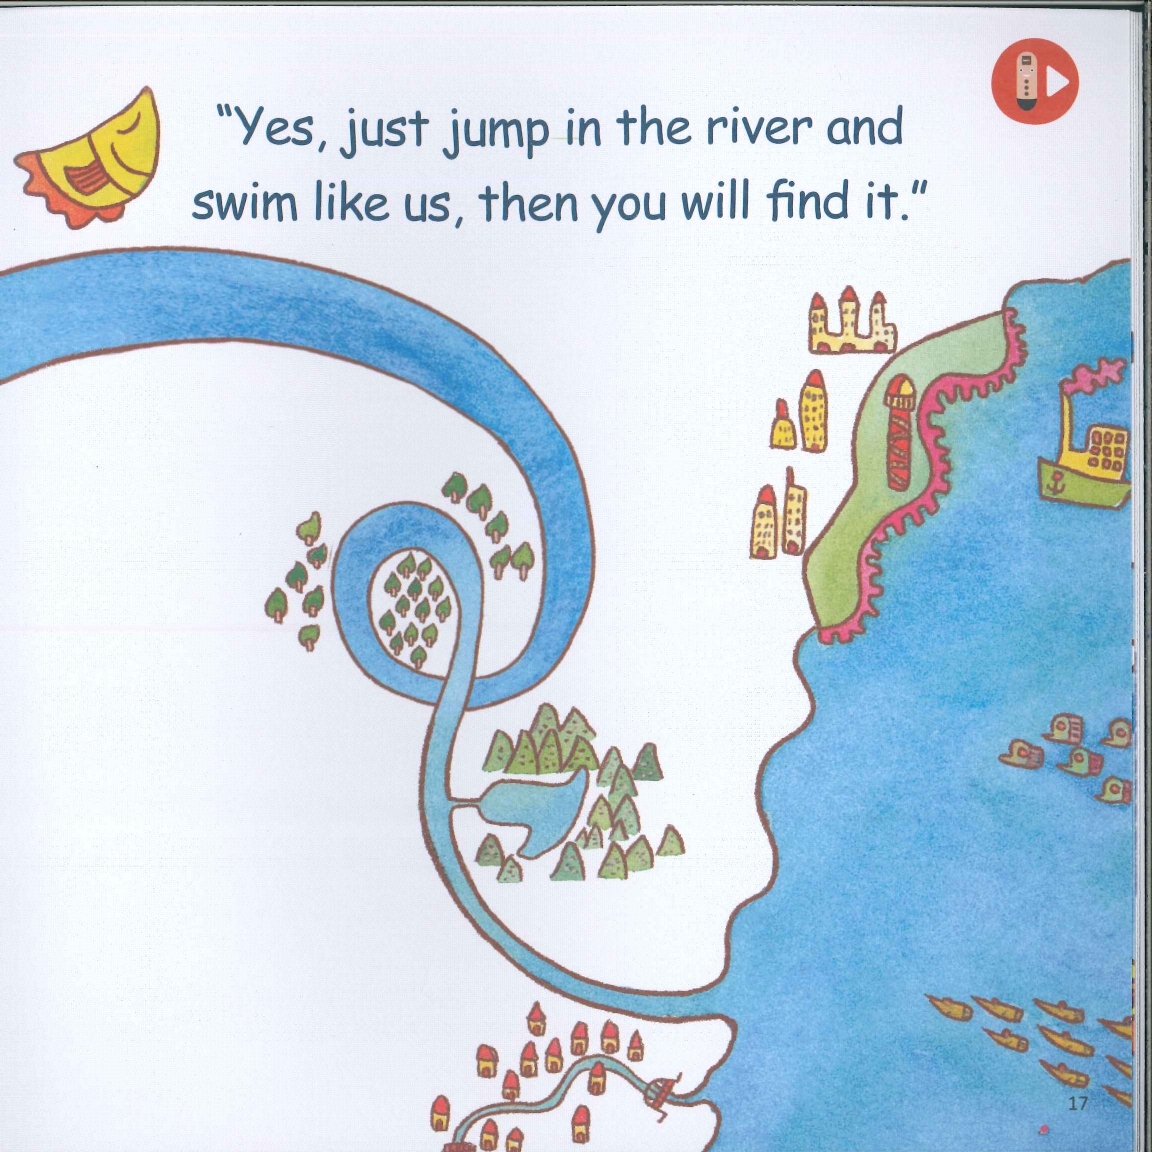 “Yes, just jump in the river and
swim like us, then you will find it.”
17